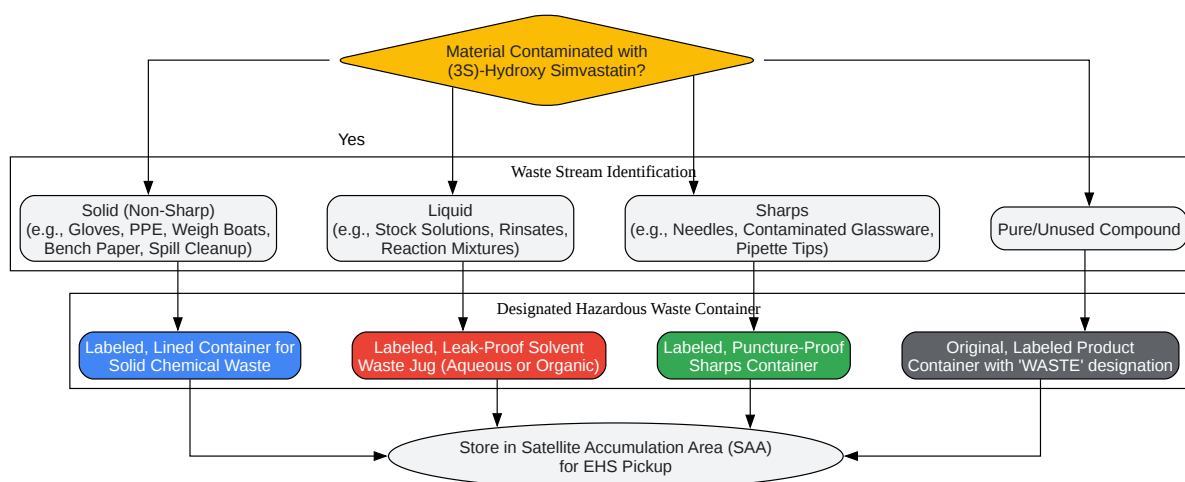 Material Contaminated with
(3S)-Hydroxy Simvastatin?
Yes
Waste Stream Identification
Solid (Non-Sharp)
(e.g., Gloves, PPE, Weigh Boats,
Bench Paper, Spill Cleanup)
Liquid
(e.g., Stock Solutions, Rinsates,
Reaction Mixtures)
Sharps
(e.g., Needles, Contaminated Glassware,
Pipette Tips)
Pure/Unused Compound
Designated Hazardous Waste Container
Labeled, Lined Container for
Solid Chemical Waste
Labeled, Leak-Proof Solvent
Waste Jug (Aqueous or Organic)
Labeled, Puncture-Proof
Sharps Container
Original, Labeled Product
Container with 'WASTE' designation
Store in Satellite Accumulation Area (SAA)
for EHS Pickup